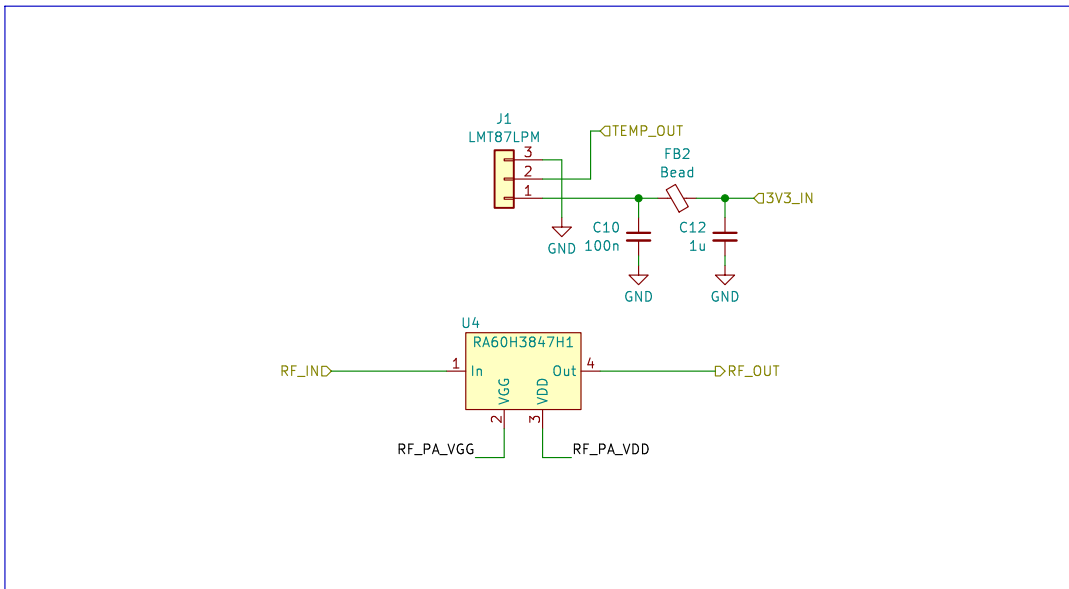 J1
LMT87LPM
3
2
1
TEMP_OUT
FB2
Bead
3V3_IN
GND
C10
100n
C12
1u
GND
GND
U4
RA60H3847H1
RF_IN
1
In
Out
4
RF_OUT
VGG
VDD
2
3
RF_PA_VGG
RF_PA_VDD